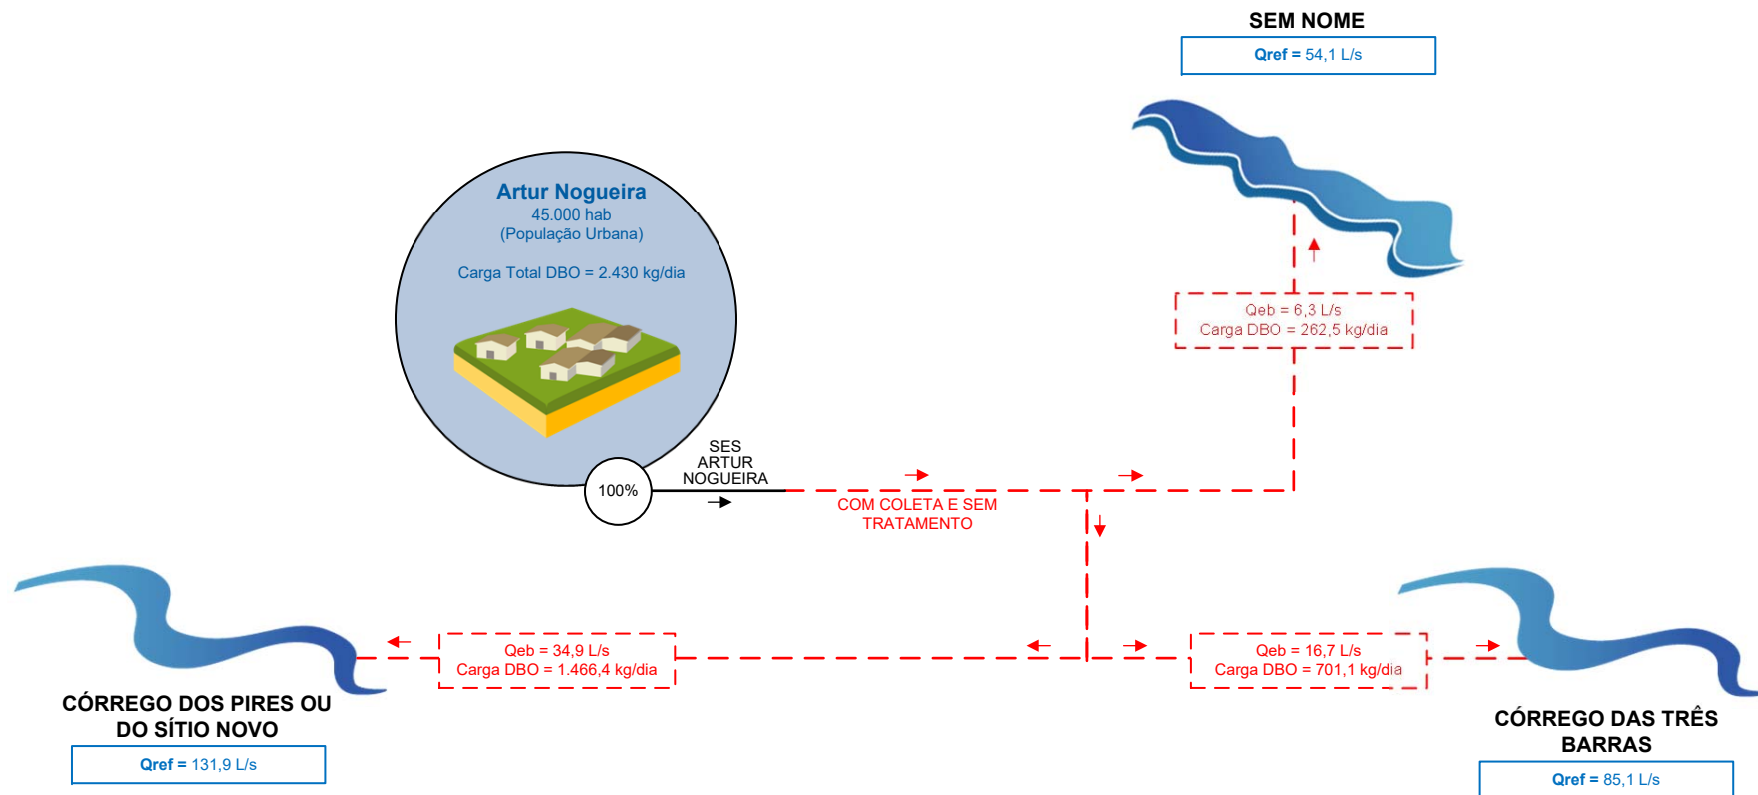 SEM NOME
Qref = 54,1 L/s
Artur Nogueira
45.000 hab
(População Urbana)
Carga Total DBO = 2.430 kg/dia
Qeb = 6,3 L/s
Carga DBO = 262,5 kg/dia
100%
SES
ARTUR
NOGUEIRA
COM COLETA E SEM
TRATAMENTO
Qeb = 34,9 L/s
Carga DBO = 1.466,4 kg/dia
Qeb = 16,7 L/s
Carga DBO = 701,1 kg/dia
CÓRREGO DOS PIRES OU
DO SÍTIO NOVO
Qref = 131,9 L/s
CÓRREGO DAS TRÊS
BARRAS
Qref = 85,1 L/s